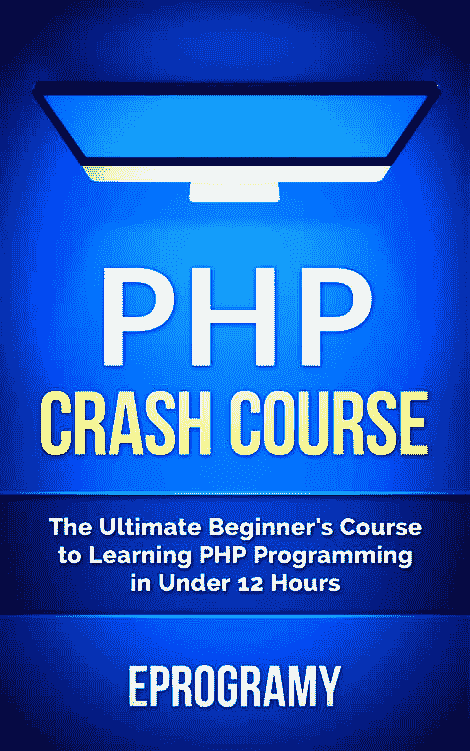 PHP
CRASH COURSE
The Ultimate Beginner's Course
to Learning PHP Programming
in Under 12 Hours
EPROGRAMY